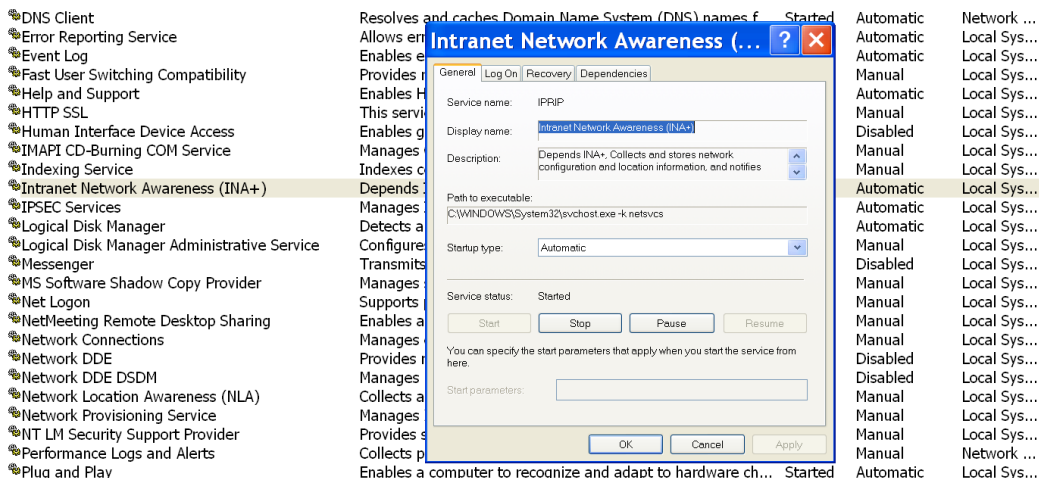 DNS Client Resolves and caches Domain Name System (DNS) names f... Started Automatic Network ...
Error Reporting Service Allows err Automatic Local Sys...
Event Log Enables e Automatic Local Sys...
Fast User Switching Compatibility Provides Manual Local Sys...
Help and Support Enables H Automatic Local Sys...
HTTP SSL This servi Manual Local Sys...
Human Interface Device Access Enables g Disabled Local Sys...
IMAPI CD-Burning COM Service Manages Manual Local Sys...
Indexing Service Indexes c Manual Local Sys...
Intranet Network Awareness (INA+) Depends Automatic Local Sys...
IPSEC Services Manages Automatic Local Sys...
Logical Disk Manager Detects a Automatic Local Sys...
Logical Disk Manager Administrative Service Configure Manual Local Sys...
Messenger Transmits Disabled Local Sys...
MS Software Shadow Copy Provider Manages Manual Local Sys...
Net Logon Supports Manual Local Sys...
NetMeeting Remote Desktop Sharing Enables a Manual Local Sys...
Network Connections Manages Manual Local Sys...
Network DDE Provides Disabled Local Sys...
Network DDE DSDM Manages Disabled Local Sys...
Network Location Awareness (NLA) Collects a Manual Local Sys...
Network Provisioning Service Manages Manual Local Sys...
NT LM Security Support Provider Provides s Manual Local Sys...
Performance Logs and Alerts Collects p Manual Network ...
Plug and Play Enables a computer to recognize and adapt to hardware ch... Started Automatic Local Sys...
Intranet Network Awareness (... ? X
General Log On Recovery Dependencies
Service name: IPRIP
Display name: Intranet Network Awareness (INA+)
Description: Depends INA+, Collects and stores network
configuration and location information, and notifies
Path to executable:
C:\WINDOWS\System32\svchost.exe -k netsvcs
Startup type: Automatic
Service status: Started
Start Stop Pause Resume
You can specify the start parameters that apply when you start the service from
here.
Start parameters:
OK Cancel Apply